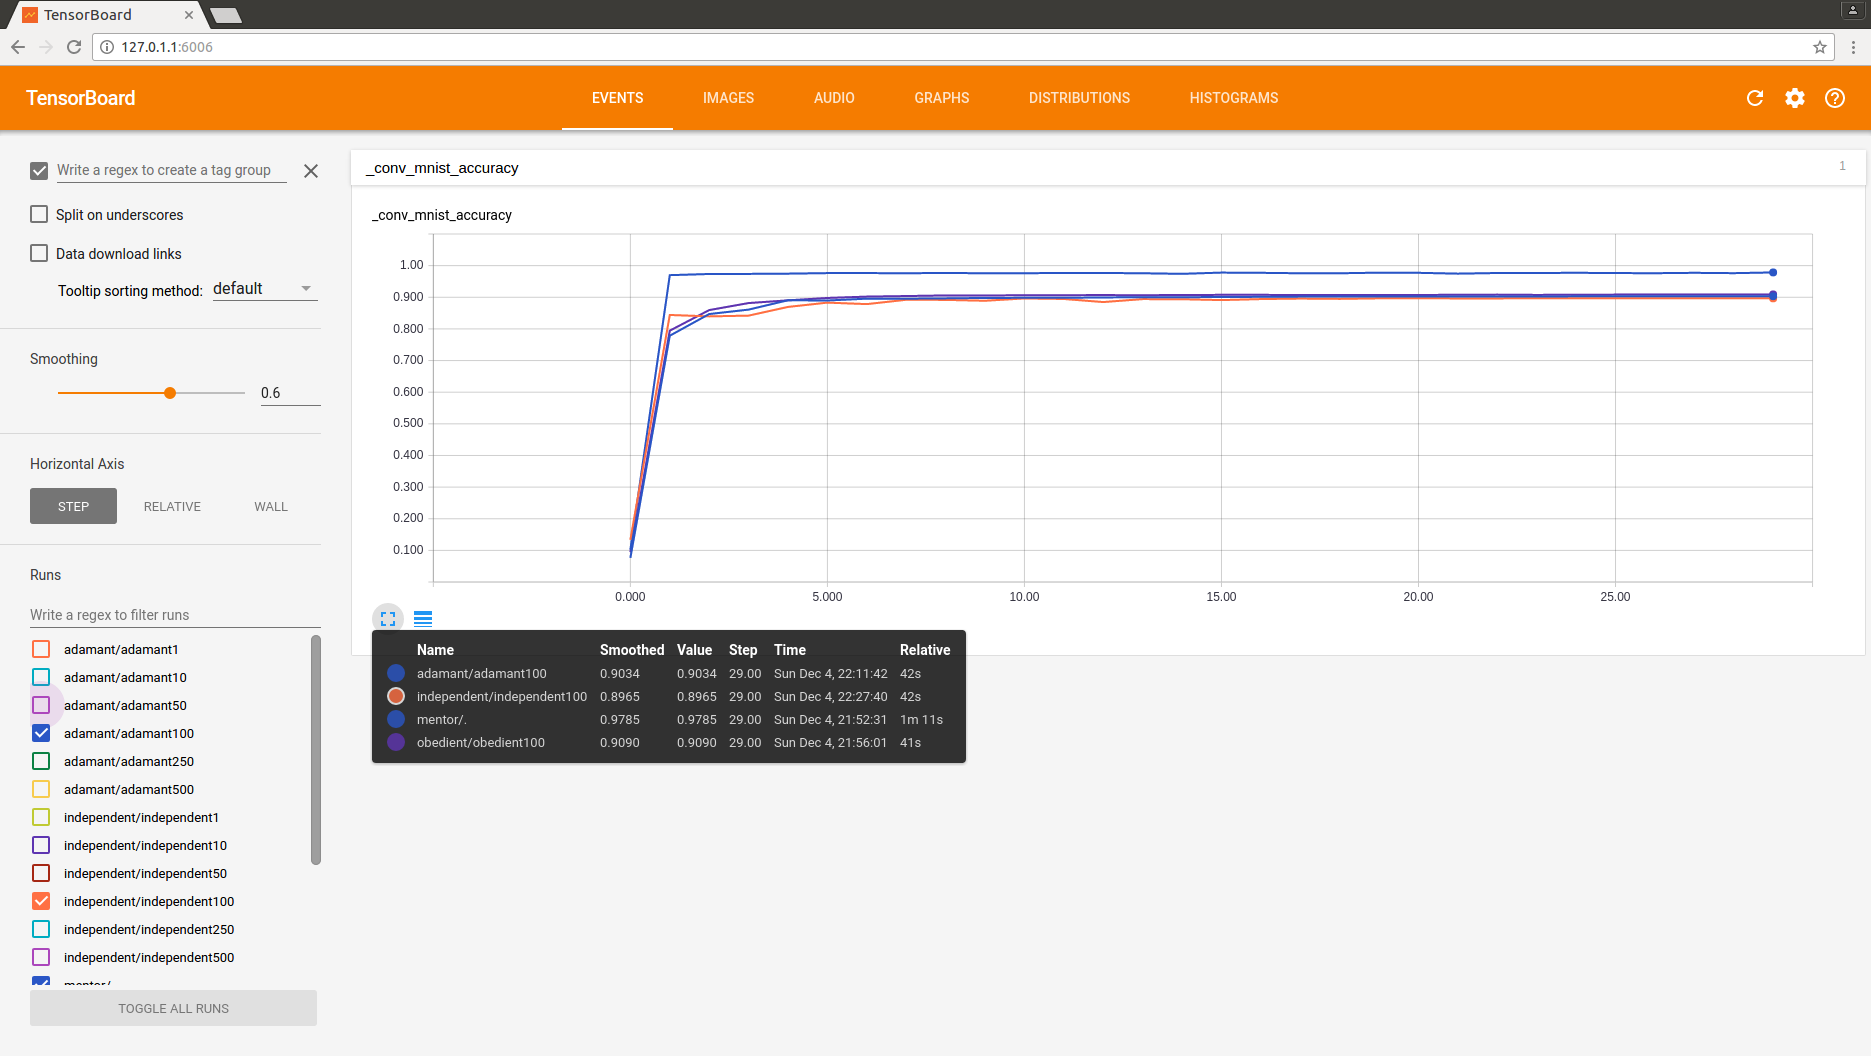 TensorBoard
127.0.1.1:6006
TensorBoard
EVENTS IMAGES AUDIO GRAPHS DISTRIBUTIONS HISTOGRAMS
Write a regex to create a tag group
Split on underscores
Data download links
Tooltip sorting method: default
Smoothing
0.6
Horizontal Axis
STEP RELATIVE WALL
Runs
Write a regex to filter runs
adamant/adamant1
adamant/adamant10
adamant/adamant50
adamant/adamant100
adamant/adamant250
adamant/adamant500
independent/independent1
independent/independent10
independent/independent50
independent/independent100
independent/independent250
independent/independent500
mentor/
TOGGLE ALL RUNS
_conv_mnist_accuracy 1
_conv_mnist_accuracy
1.00
0.900
0.800
0.700
0.600
0.500
0.400
0.300
0.200
0.100
0.000 5.000 10.00 15.00 20.00 25.00
Name Smoothed Value Step Time Relative
adamant/adamant100 0.9034 0.9034 29.00 Sun Dec 4, 22:11:42 42s
independent/independent100 0.8965 0.8965 29.00 Sun Dec 4, 22:27:40 42s
mentor/. 0.9785 0.9785 29.00 Sun Dec 4, 21:52:31 1m 11s
obedient/obedient100 0.9090 0.9090 29.00 Sun Dec 4, 21:56:01 41s